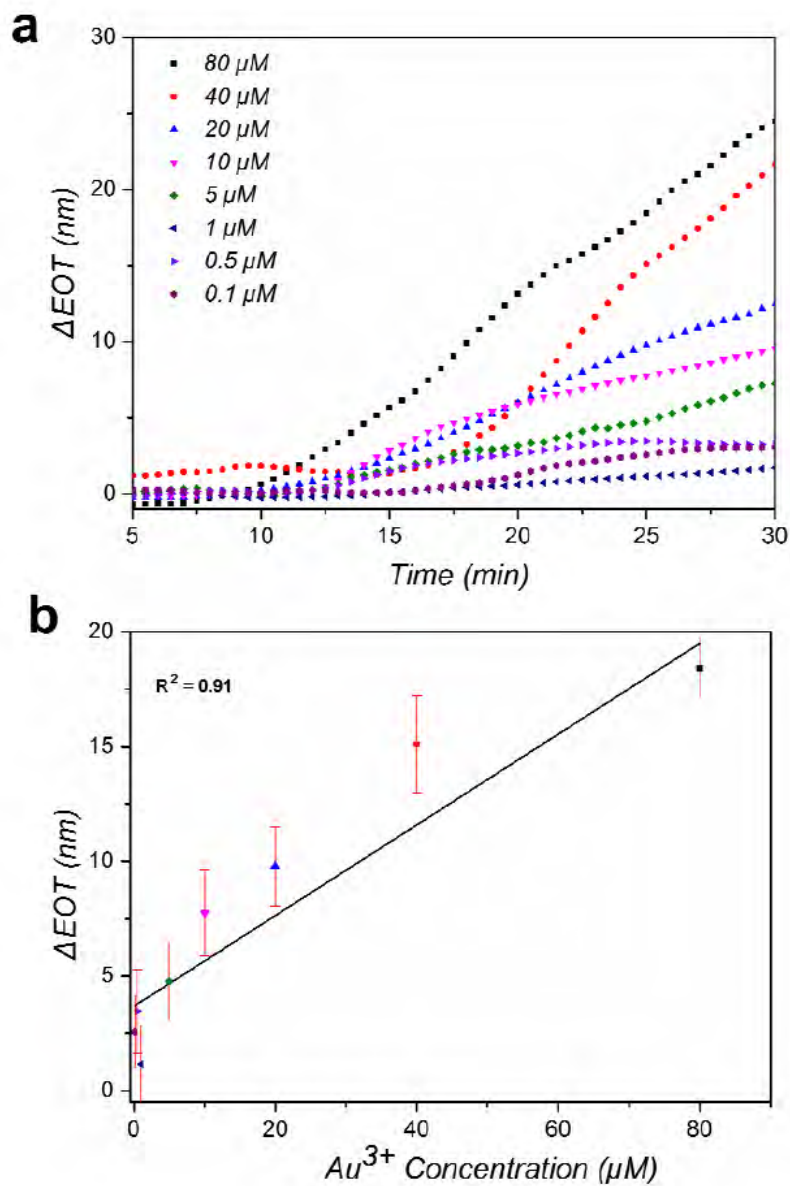 a
30
20
10
0
ΔEOT (nm)
80 µM
40 µM
20 µM
10 µM
5 µM
1 µM
0.5 µM
0.1 µM
5
10
15
20
25
30
Time (min)
b
20
15
10
5
0
ΔEOT (nm)
R² = 0.91
0
20
40
60
80
Au³⁺ Concentration (µM)